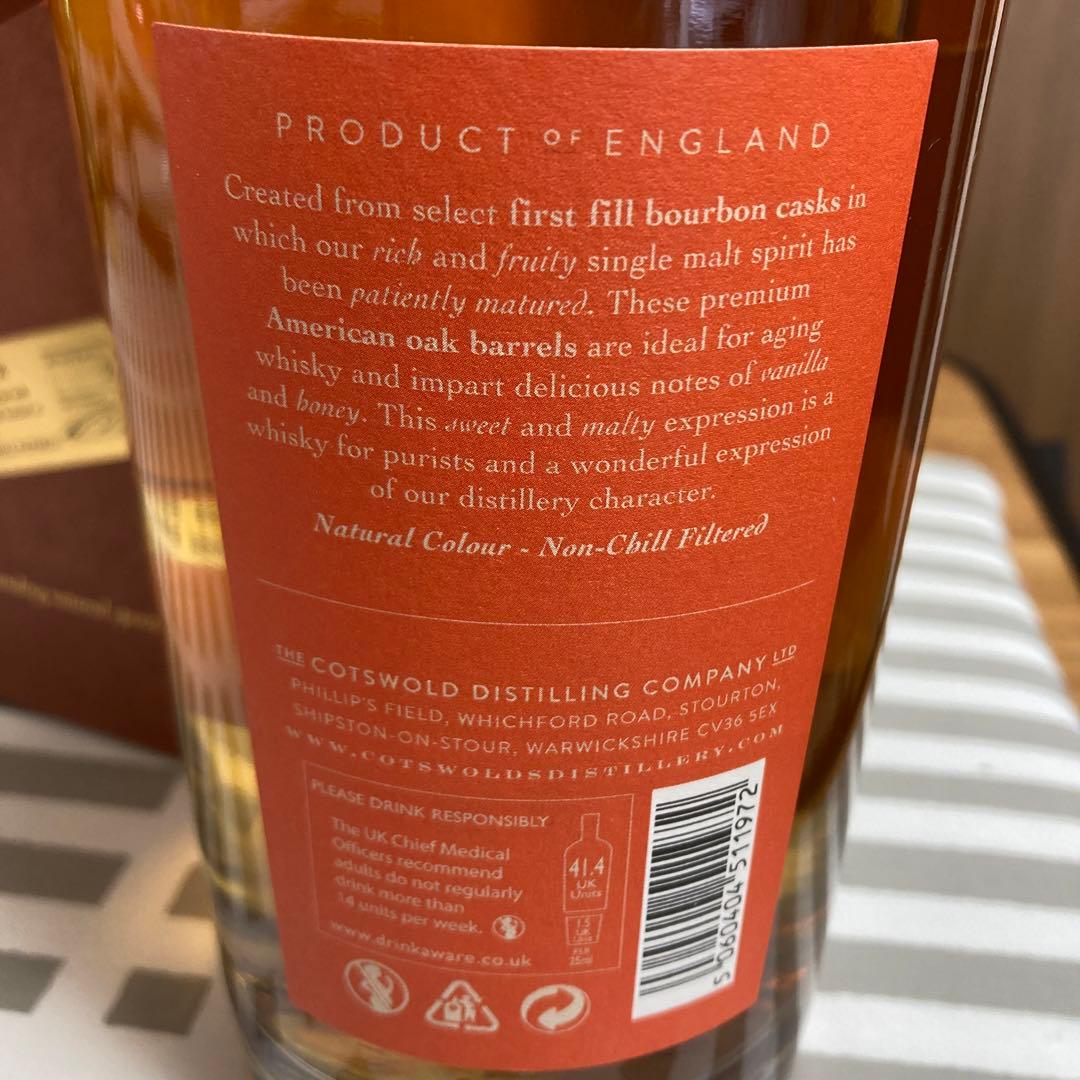 PRODUCT OF ENGLAND
Created from select first fill bourbon casks in
which our rich and fruity single malt spirit has
been patiently matured. These premium
American oak barrels are ideal for aging
whisky and impart delicious notes of vanilla
and honey. This sweet and malty expression is a
whisky for purists and a wonderful expression
of our distillery character.
Natural Colour - Non-Chill Filtered
THE COTSWOLD DISTILLING COMPANY LTD
PHILLIP'S FIELD, WHICHFORD ROAD, STOURTON,
SHIPSTON-ON-STOUR, WARWICKSHIRE CV36 5EX
WWW.COTSWOLDSDISTILLERY.COM
PLEASE DRINK RESPONSIBLY
The UK Chief Medical
Officers recommend
adults do not regularly
drink more than
14 units per week.
www.drinkaware.co.uk
41.4
UK
Units
1.5
UK
PER
25ml
5 060404 511972